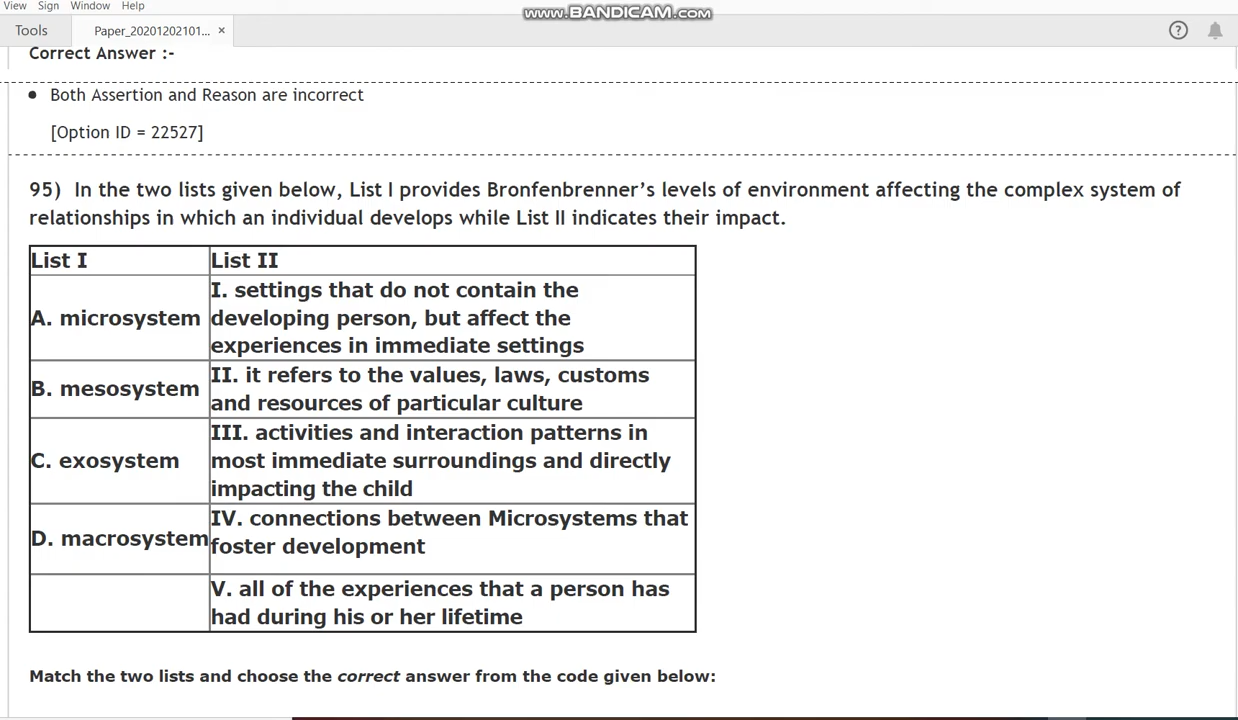 View Sign Window Help
www.BANDICAM.com
Tools Paper_20201202101... × ?
Correct Answer :-
• Both Assertion and Reason are incorrect
[Option ID = 22527]
95) In the two lists given below, List I provides Bronfenbrenner’s levels of environment affecting the complex system of
relationships in which an individual develops while List II indicates their impact.
List I List II
A. microsystem I. settings that do not contain the
developing person, but affect the
experiences in immediate settings
B. mesosystem II. it refers to the values, laws, customs
and resources of particular culture
C. exosystem III. activities and interaction patterns in
most immediate surroundings and directly
impacting the child
D. macrosystem IV. connections between Microsystems that
foster development
V. all of the experiences that a person has
had during his or her lifetime
Match the two lists and choose the correct answer from the code given below: